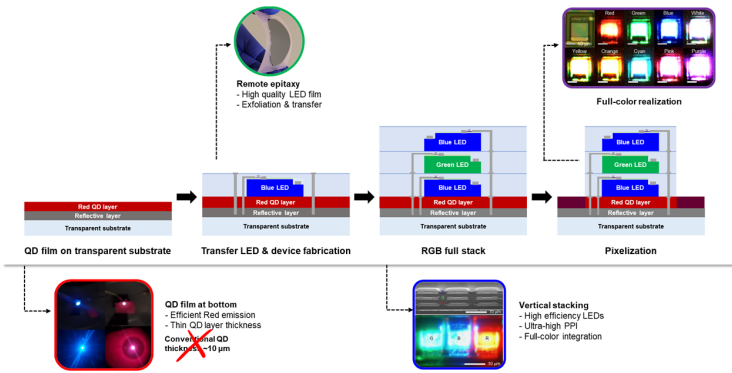 Red
Green
Blue
White
Yellow
Orange
Cyan
Pink
Purple
Full-color realization
Remote epitaxy
- High quality LED film
- Exfoliation & transfer
Red QD layer
Reflective layer
Transparent substrate
QD film on transparent substrate
Blue LED
Red QD layer
Reflective layer
Transparent substrate
Transfer LED & device fabrication
Blue LED
Green LED
Blue LED
Red QD layer
Reflective layer
Transparent substrate
RGB full stack
Blue LED
Green LED
Blue LED
Red QD layer
Reflective layer
Transparent substrate
Pixelization
QD film at bottom
- Efficient Red emission
- Thin QD layer thickness
Conventional QD
thickness ~10 μm
10 μm
G
B
R
10 μm
Vertical stacking
- High efficiency LEDs
- Ultra-high PPI
- Full-color integration